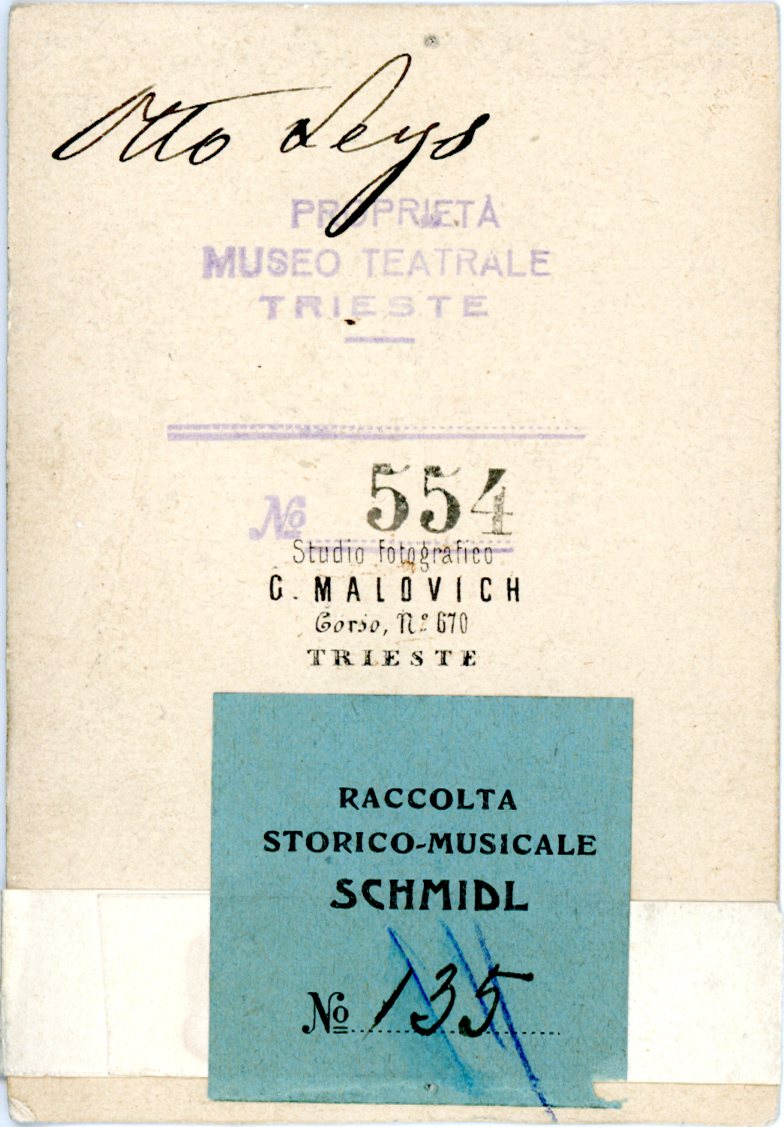 Otto Leys
PROPRIETÀ
MUSEO TEATRALE
TRIESTE
No 554
Studio fotografico
G. MALOVICH
Corso, No 670
TRIESTE
RACCOLTA
STORICO-MUSICALE
SCHMIDL
No 135